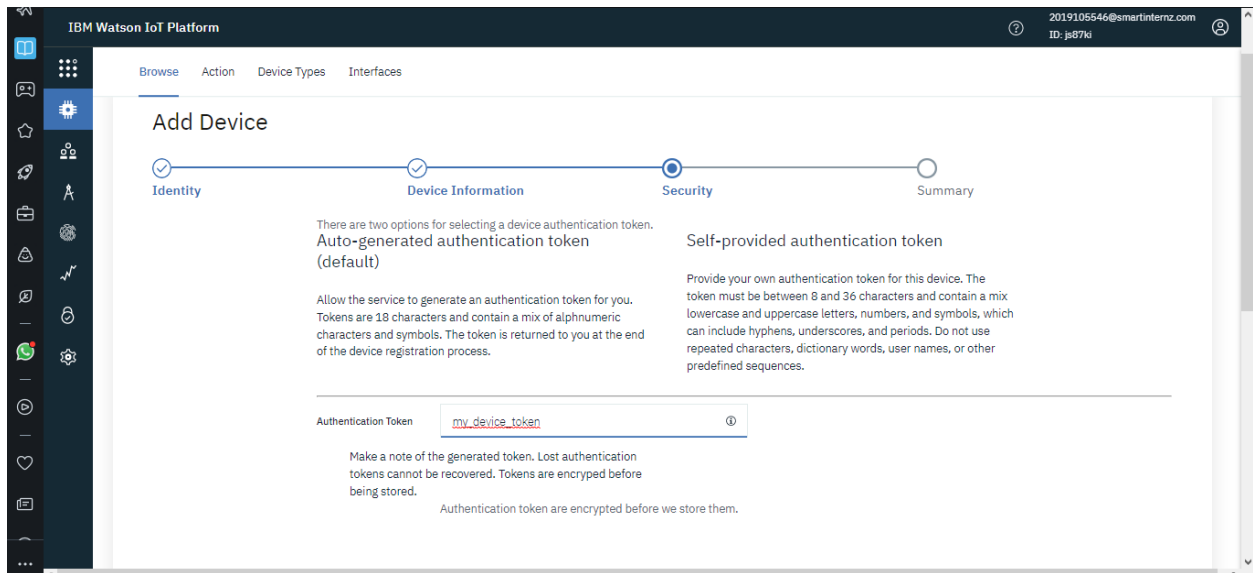 IBM Watson IoT Platform
2019105546@smartinternz.com
ID: js87ki
Browse Action Device Types Interfaces
Add Device
Identity Device Information Security Summary
There are two options for selecting a device authentication token.
Auto-generated authentication token
(default)
Allow the service to generate an authentication token for you.
Tokens are 18 characters and contain a mix of alphnumeric
characters and symbols. The token is returned to you at the end
of the device registration process.
Self-provided authentication token
Provide your own authentication token for this device. The
token must be between 8 and 36 characters and contain a mix
lowercase and uppercase letters, numbers, and symbols, which
can include hyphens, underscores, and periods. Do not use
repeated characters, dictionary words, user names, or other
predefined sequences.
Authentication Token my_device_token
Make a note of the generated token. Lost authentication
tokens cannot be recovered. Tokens are encryped before
being stored.
Authentication token are encrypted before we store them.